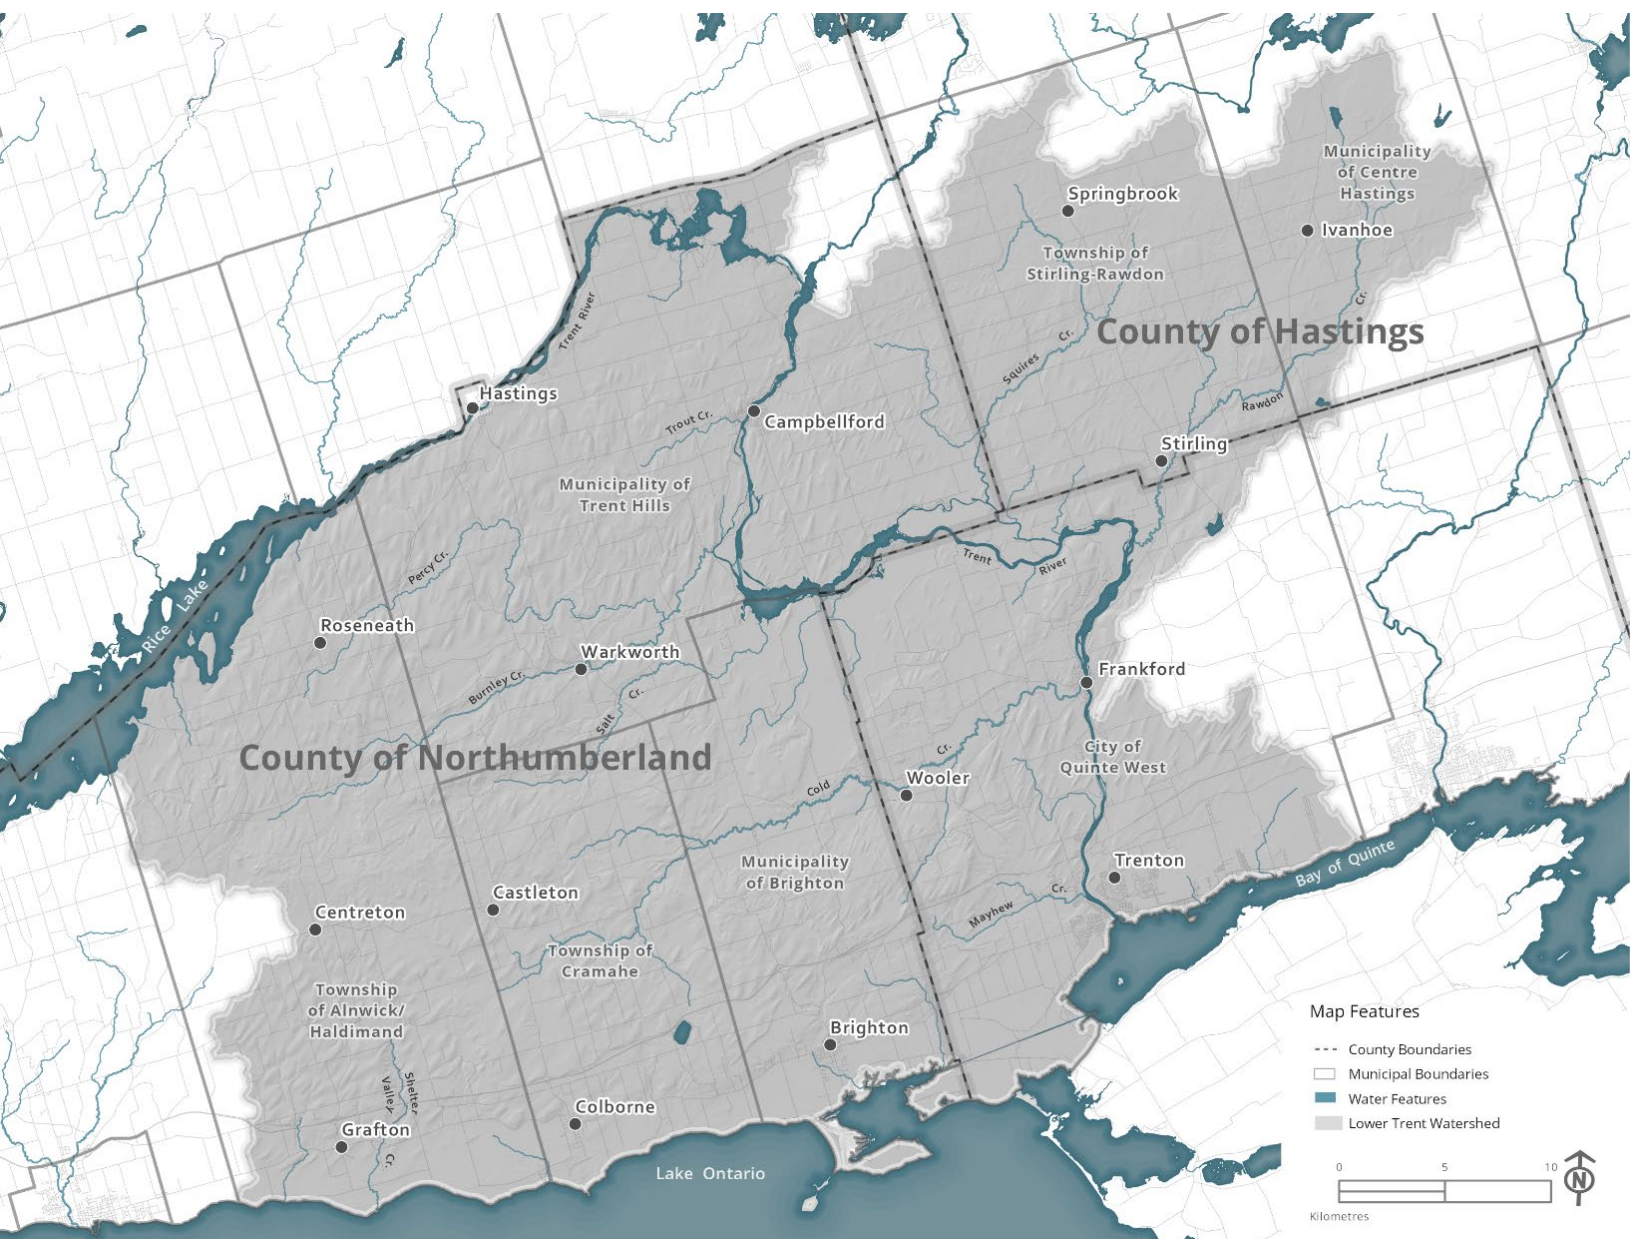 Municipality
of Centre
Hastings
Springbrook
Ivanhoe
Township of
Stirling-Rawdon
County of Hastings
Trent River
Squires Cr.
Hastings
Rawdon Cr.
Trout Cr.
Campbellford
Stirling
Municipality of
Trent Hills
Percy Cr.
Trent River
Rice Lake
Roseneath
Warkworth
Frankford
Burnley Cr.
Salt Cr.
County of Northumberland
City of
Quinte West
Cold Cr.
Wooler
Municipality
of Brighton
Trenton
Bay of Quinte
Castleton
Mayhew Cr.
Centreton
Township of
Cramahe
Township
of Alnwick/
Haldimand
Brighton
Shelter
Valley
Cr.
Colborne
Grafton
Lake Ontario
Map Features
County Boundaries
Municipal Boundaries
Water Features
Lower Trent Watershed
0 5 10
N
Kilometres